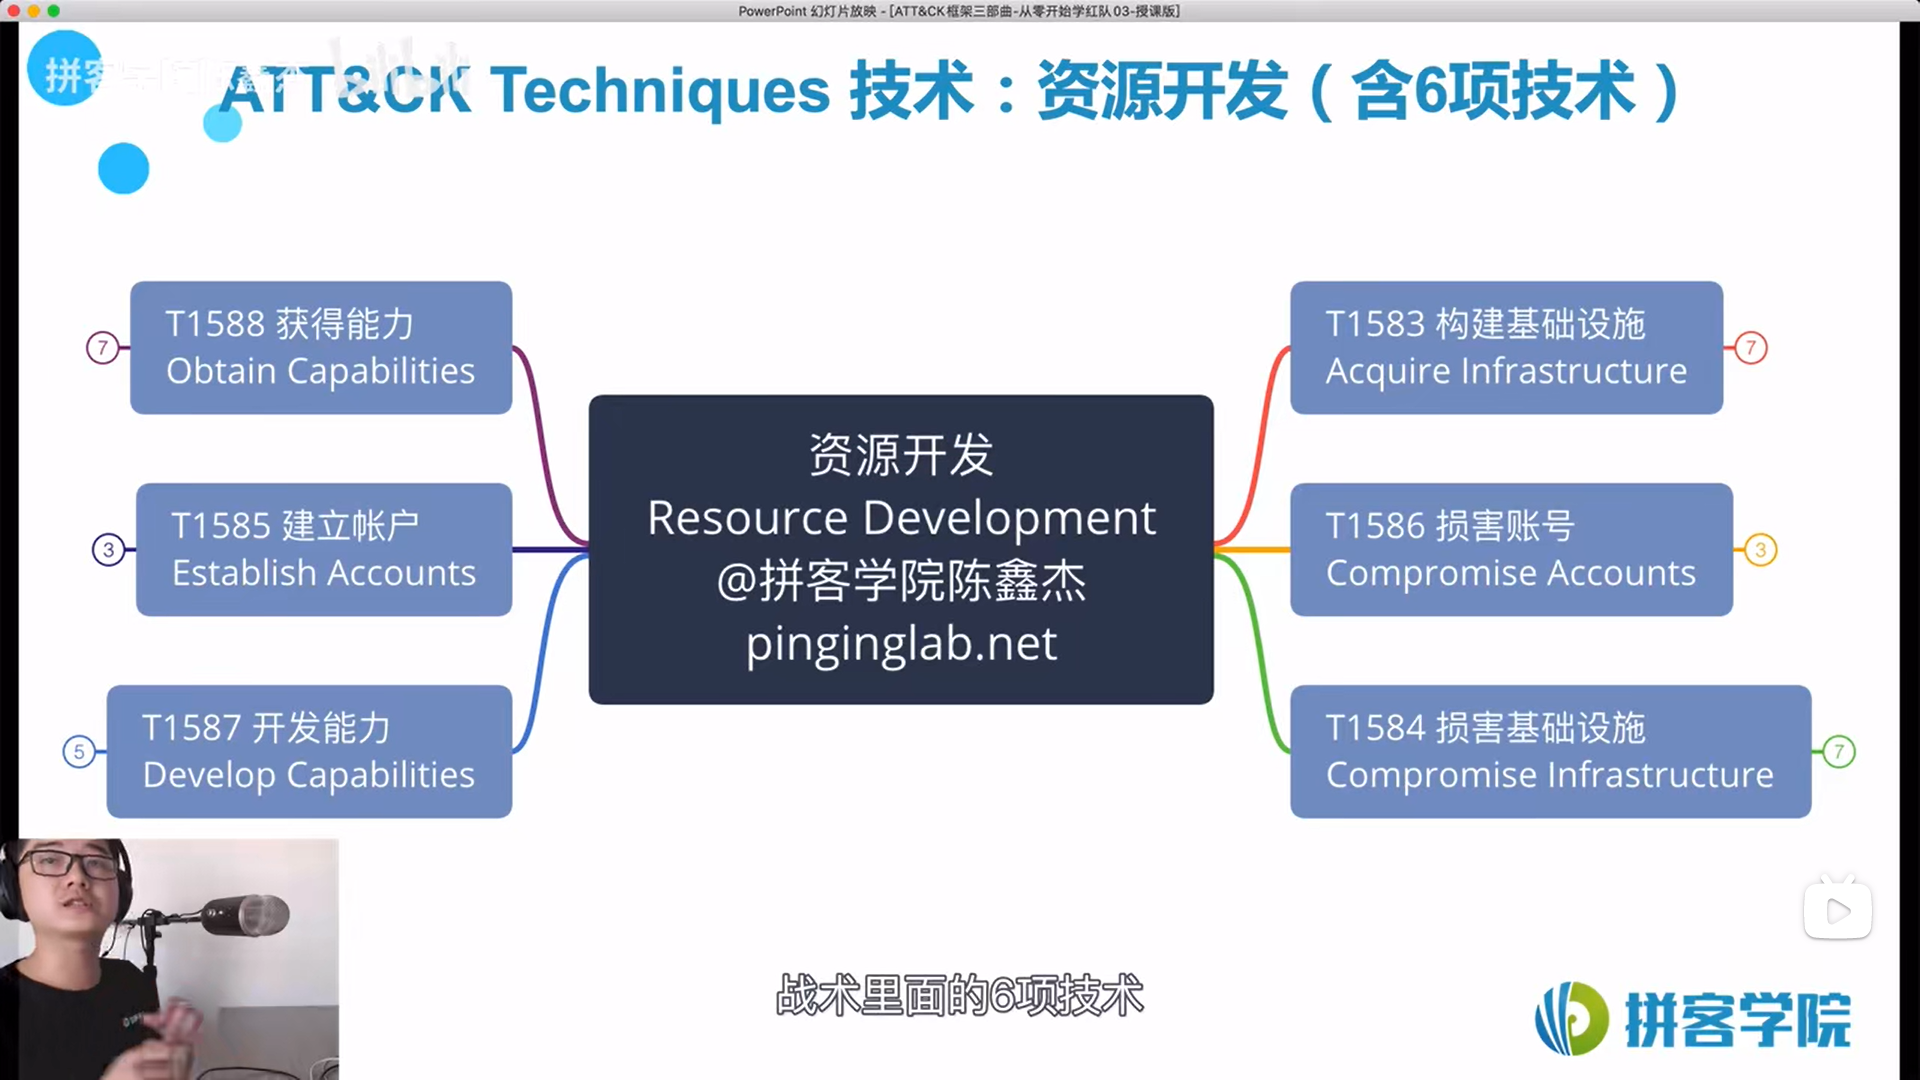 PowerPoint 幻灯片放映 - [ATT&CK框架三部曲-从零开始学红队03-授课版]
ATT&CK Techniques 技术：资源开发（含6项技术）
T1588 获得能力
Obtain Capabilities
7
T1585 建立帐户
Establish Accounts
3
T1587 开发能力
Develop Capabilities
5
资源开发
Resource Development
@拼客学院陈鑫杰
pinginglab.net
T1583 构建基础设施
Acquire Infrastructure
7
T1586 损害账号
Compromise Accounts
3
T1584 损害基础设施
Compromise Infrastructure
7
战术里面的6项技术
拼客学院